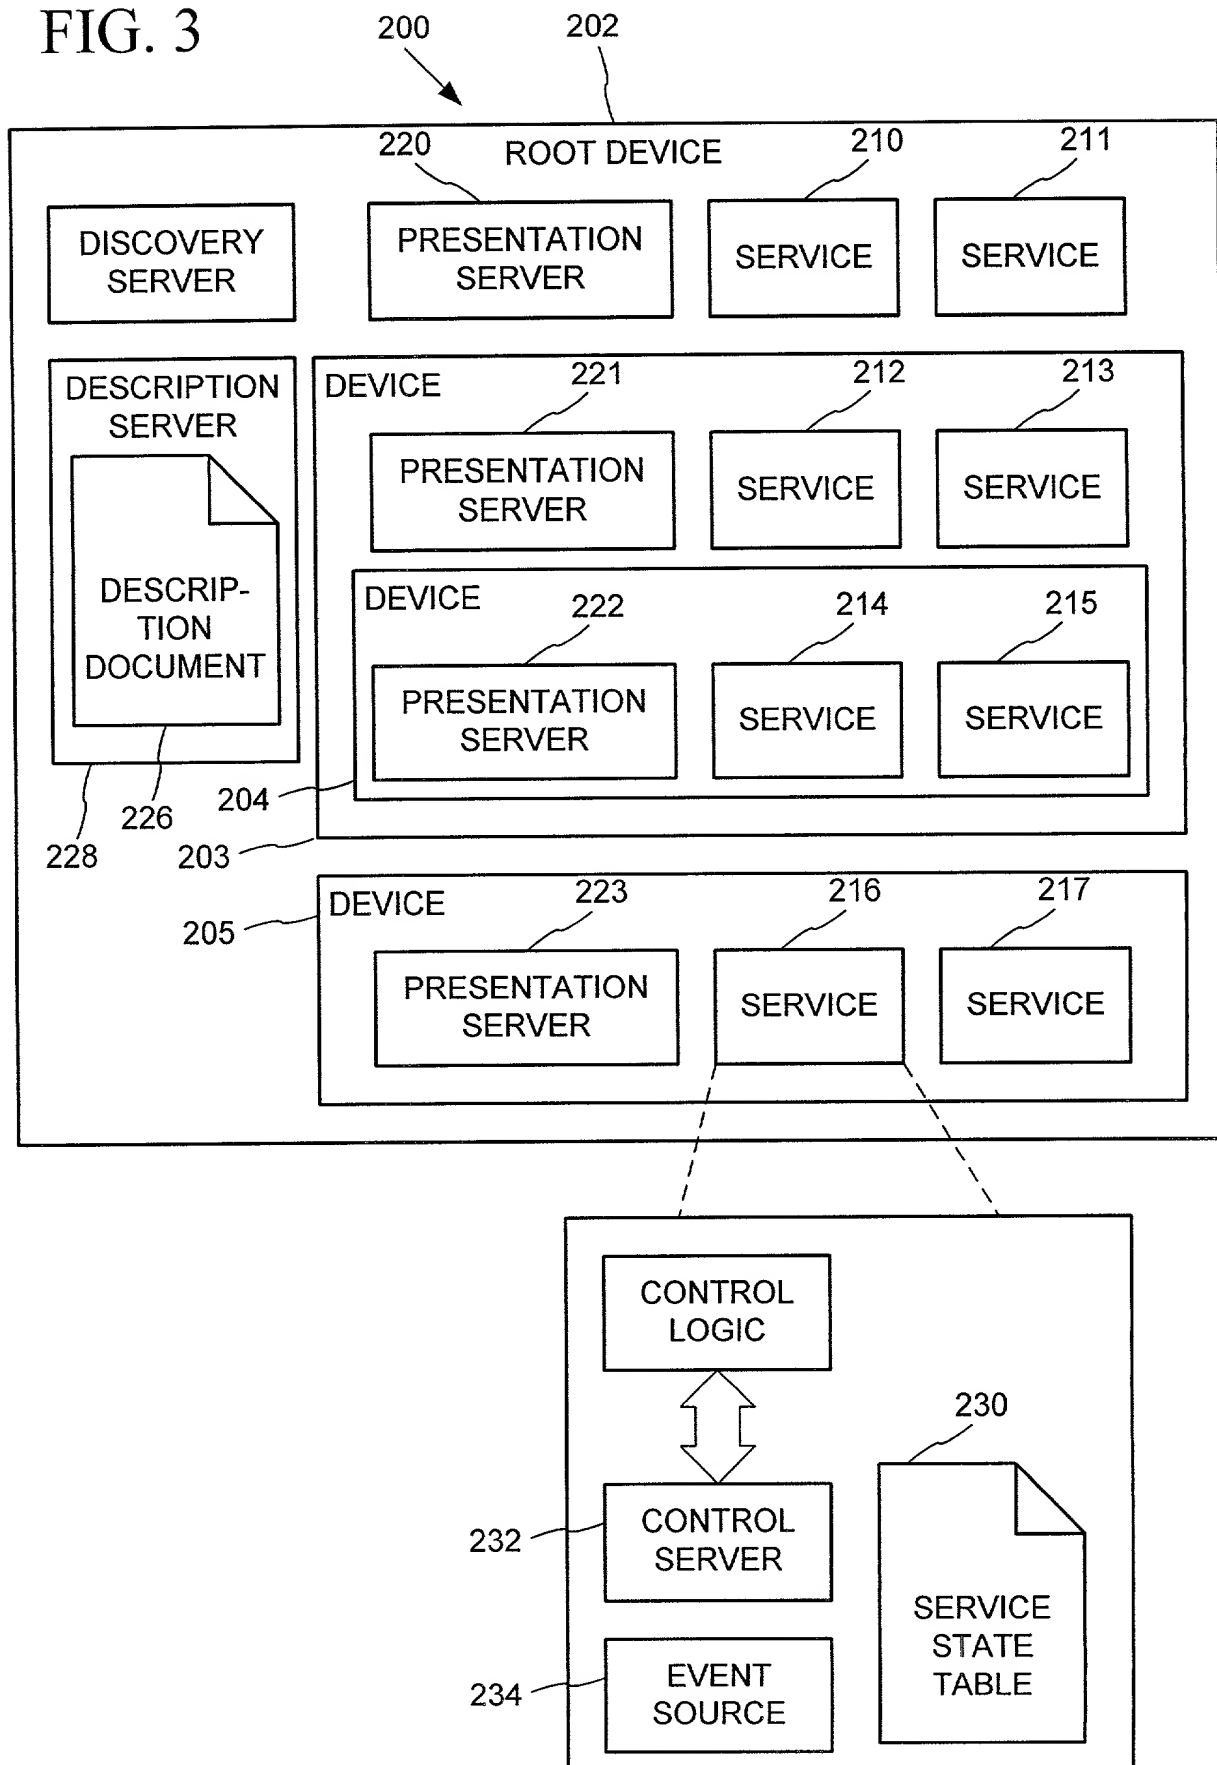 FIG. 3
200
202
ROOT DEVICE
220
210
211
DISCOVERY
SERVER
PRESENTATION
SERVER
SERVICE
SERVICE
DESCRIPTION
SERVER
DESCRIP-
TION
DOCUMENT
226
228
DEVICE
221
212
213
PRESENTATION
SERVER
SERVICE
SERVICE
DEVICE
222
214
215
PRESENTATION
SERVER
SERVICE
SERVICE
204
203
205
DEVICE
223
216
217
PRESENTATION
SERVER
SERVICE
SERVICE
CONTROL
LOGIC
230
232
CONTROL
SERVER
SERVICE
STATE
TABLE
234
EVENT
SOURCE